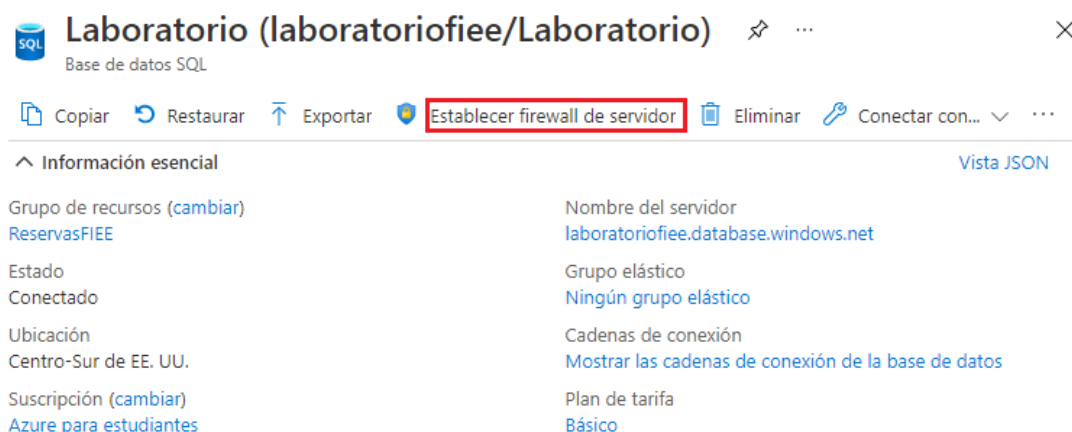 SQL
Laboratorio (laboratoriofiee/Laboratorio)
Base de datos SQL
Copiar Restaurar Exportar Establecer firewall de servidor Eliminar Conectar con...
Información esencial Vista JSON
Grupo de recursos (cambiar)
ReservasFIEE
Nombre del servidor
laboratoriofiee.database.windows.net
Estado
Conectado
Grupo elástico
Ningún grupo elástico
Ubicación
Centro-Sur de EE. UU.
Cadenas de conexión
Mostrar las cadenas de conexión de la base de datos
Suscripción (cambiar)
Azure para estudiantes
Plan de tarifa
Básico